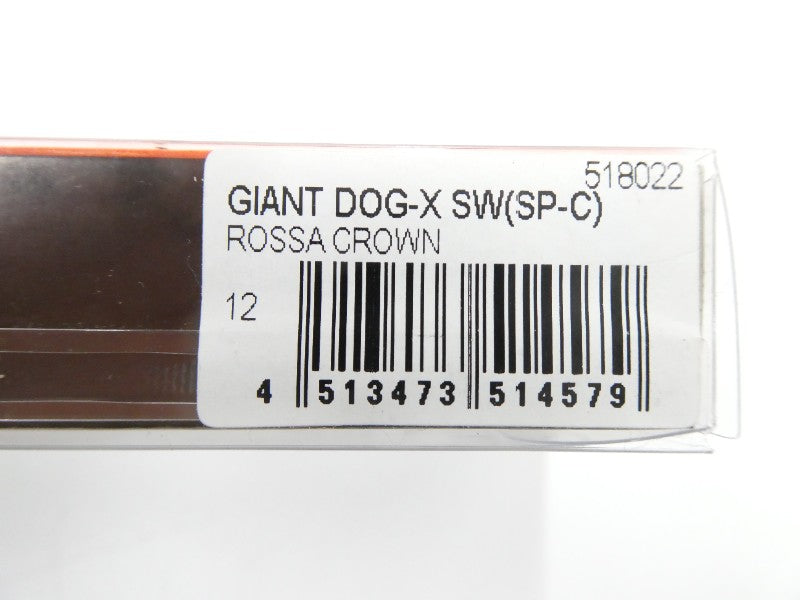 518022
GIANT DOG-X SW(SP-C)
ROSSA CROWN
12
4 513473 514579